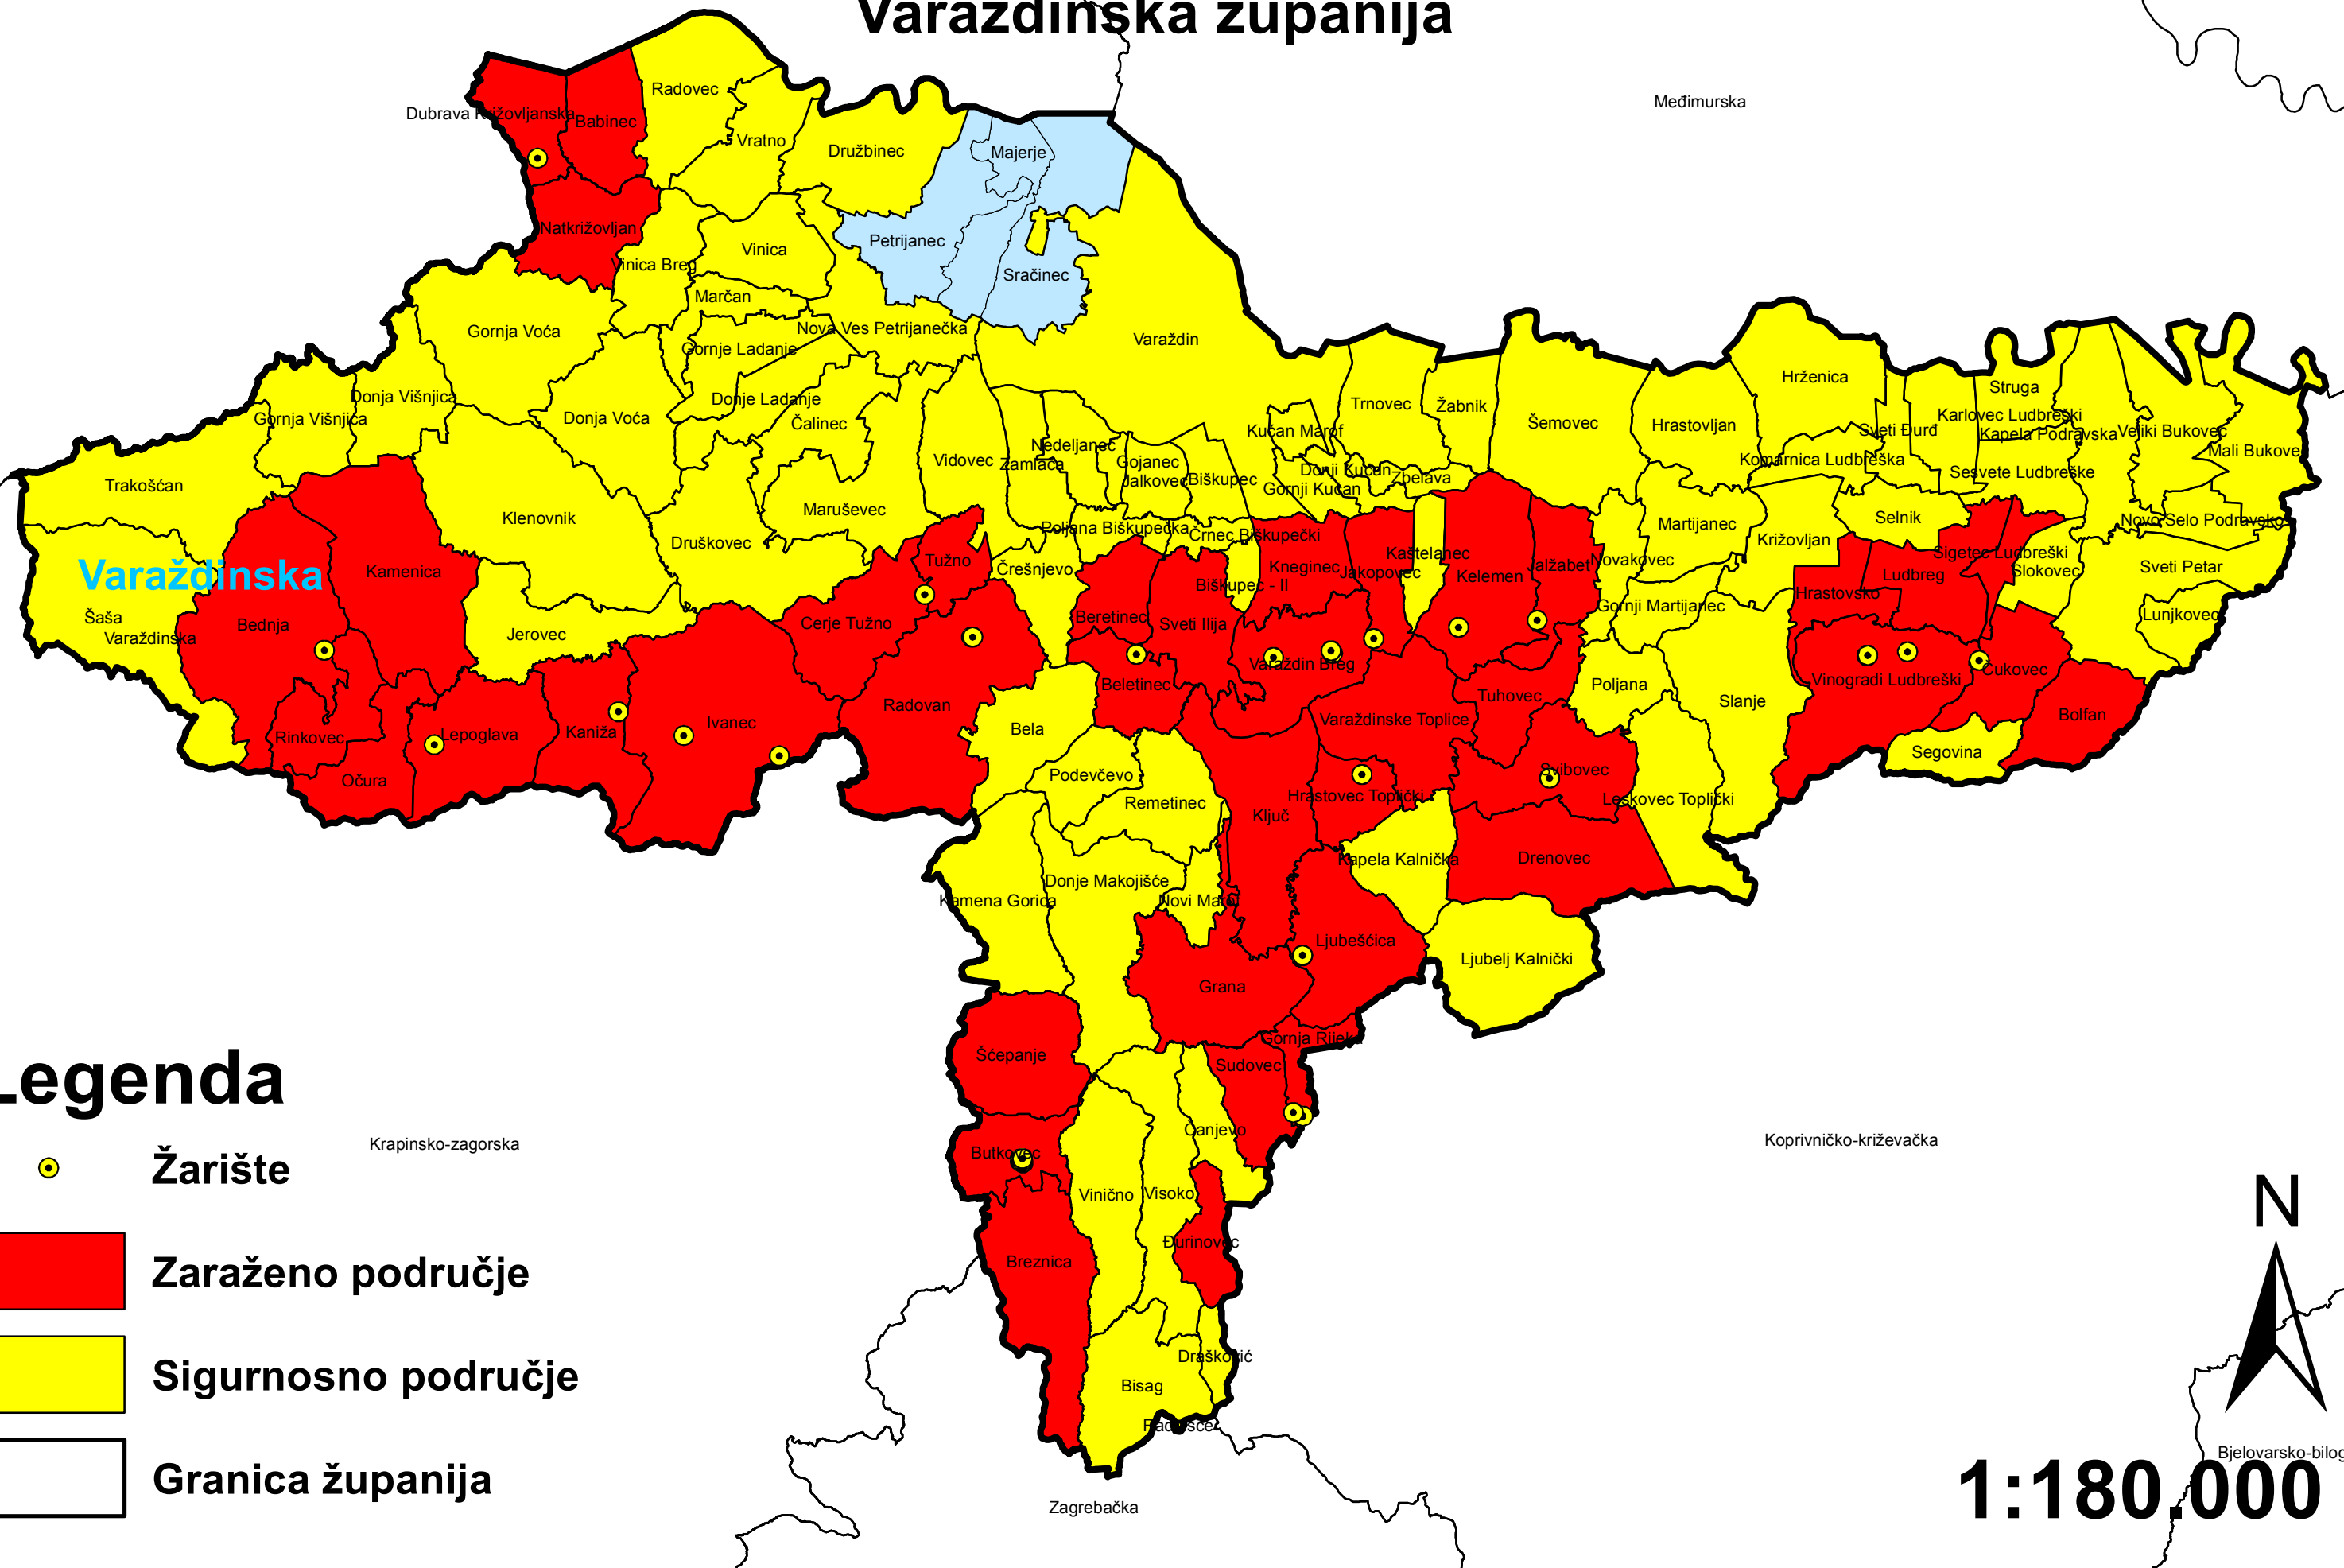 Varaždinska županija
Međimurska
Radovec
Dubrava Križovljanska
Babinec
Vratno
Družbinec
Majerje
Natkrižovljan
Petrijanec
Vinica
Vinica Breg
Sračinec
Marčan
Gornja Voća
Nova Ves Petrijanečka
Varaždin
Gornje Ladanje
Hrženica
Struga
Donja Višnjica
Donje Ladanje
Trnovec
Žabnik
Gornja Višnjica
Donja Voća
Čalinec
Šemovec
Hrastovljan
Karlovec Ludbreški
Kućan Marof
Sveti Đurđ
Kapela Podravska
Veliki Bukovec
Nedeljanec
Mali Bukovec
Vidovec
Zamlača
Gojanec
Komarnica Ludbreška
Donji Kućan
Sesvete Ludbreške
Trakošćan
Jalkovec
Biškupec
Gornji Kućan
Zbelava
Maruševec
Klenovnik
Selnik
Novo Selo Podravsko
Martijanec
Poljana Biškupečka
Črnec Biškupečki
Križovljan
Druškovec
Kaštelanec
Sigetec Ludbreški
Tužno
Novakovec
Varaždinska
Kamenica
Črešnjevo
Kneginec
Jakopovec
Kelemen
Jalžabet
Ludbreg
Slokovec
Sveti Petar
Biškupec - II
Hrastovsko
Gornji Martijanec
Šaša
Bednja
Cerje Tužno
Beretinec
Sveti Ilija
Lunjkovec
Varaždinska
Jerovec
Varaždin Breg
Čukovec
Beletinec
Poljana
Vinogradi Ludbreški
Tuhovec
Radovan
Slanje
Bolfan
Varaždinske Toplice
Ivanec
Bela
Rinkovec
Lepoglava
Kaniža
Segovina
Podevčevo
Svibovec
Očura
Hrastovec Toplički
Leskovec Toplički
Remetinec
Ključ
Kapela Kalnička
Drenovec
Donje Makojišće
Kamena Gorica
Novi Marof
Ljubešćica
Ljubelj Kalnički
Grana
Gornja Rijeka
Šćepanje
Sudovec
Legenda
Čanjevo
Krapinsko-zagorska
Koprivničko-križevačka
Butkovec
Žarište
Vinično
Visoko
N
Đurinovec
Breznica
Zaraženo područje
Drašković
Sigurnosno područje
Bisag
Bjelovarsko-bilog
Granica županija
1:180.000
Zagrebačka